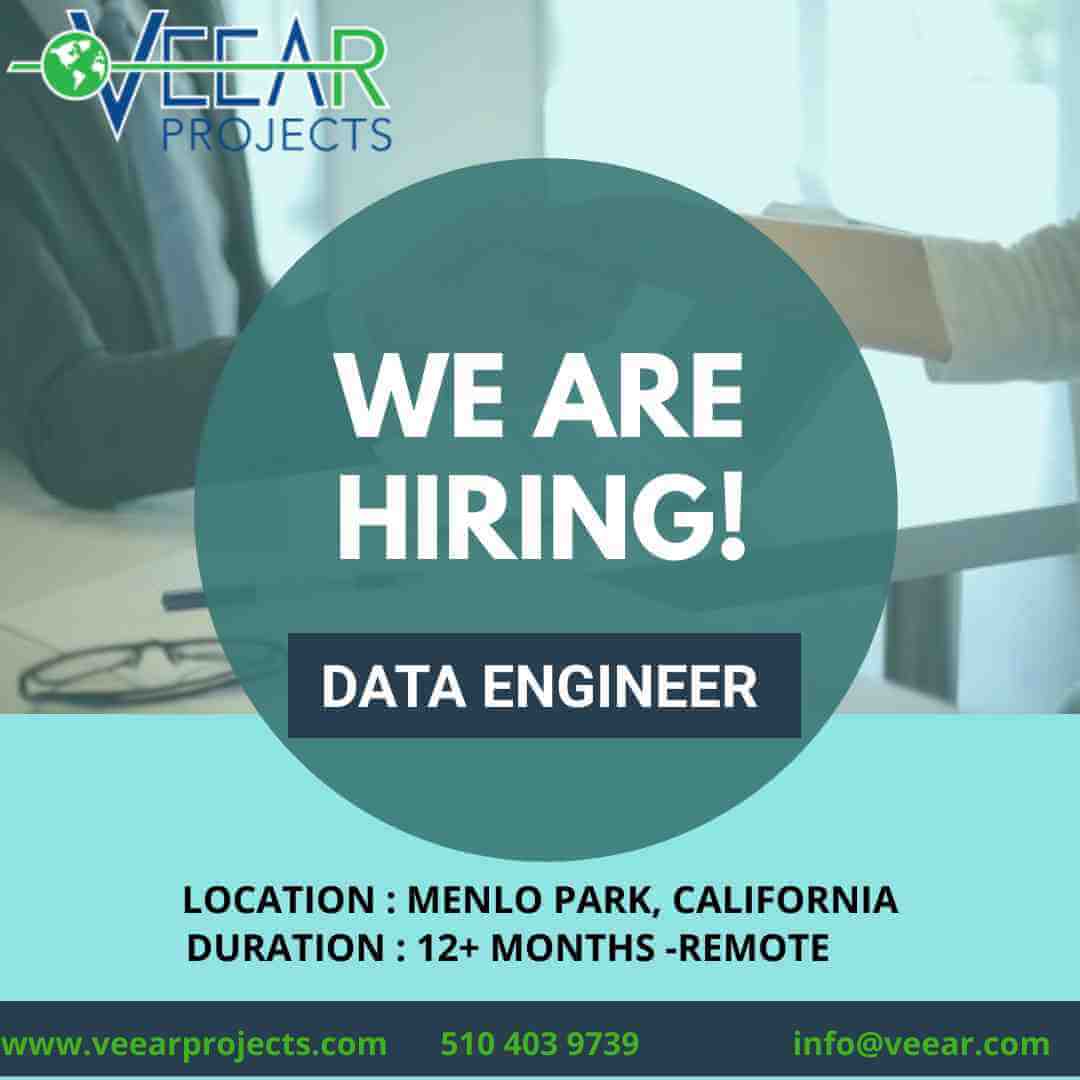 VEEAR
PROJECTS
WE ARE
HIRING!
DATA ENGINEER
LOCATION : MENLO PARK, CALIFORNIA
DURATION : 12+ MONTHS -REMOTE
www.veearprojects.com 510 403 9739 info@veear.com